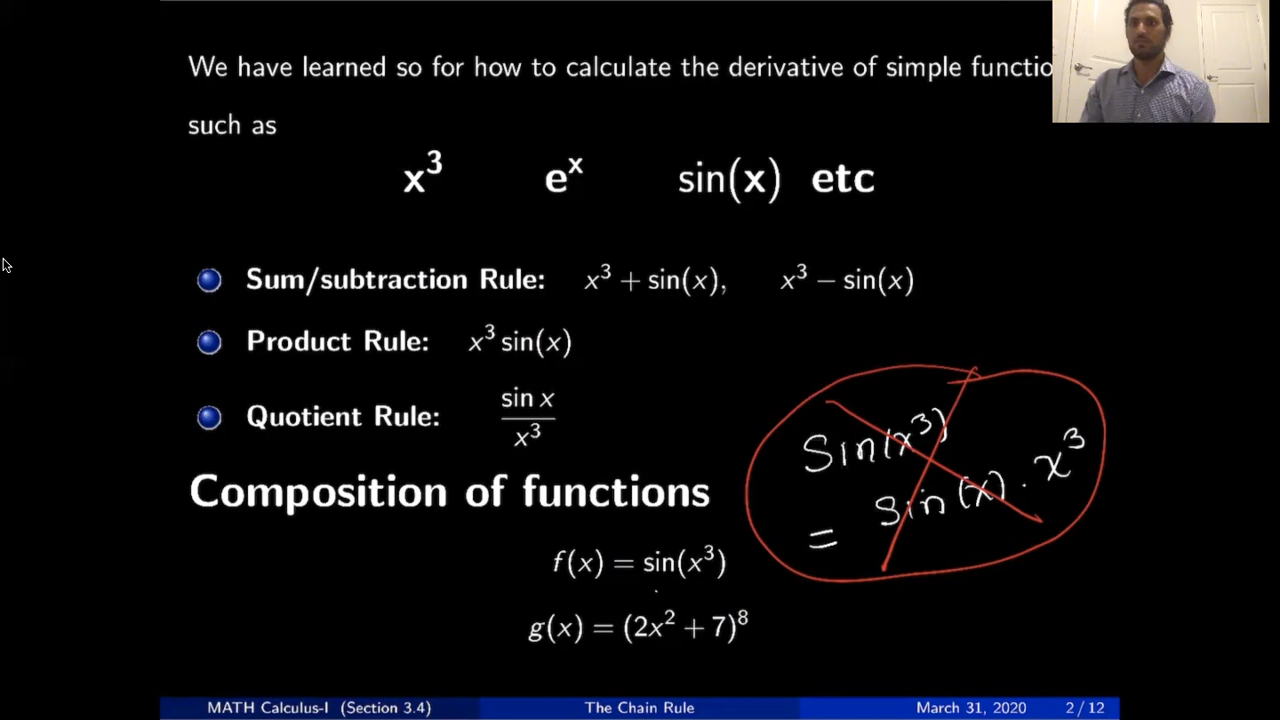 We have learned so for how to calculate the derivative of simple functio
such as
x³ eˣ sin(x) etc
Sum/subtraction Rule: x³ + sin(x), x³ − sin(x)
Product Rule: x³ sin(x)
Quotient Rule: sin x / x³
Sin(x³)
= Sin(x) · x³
Composition of functions
f(x) = sin(x³)
g(x) = (2x² + 7)⁸
MATH Calculus-I (Section 3.4) The Chain Rule March 31, 2020 2 / 12